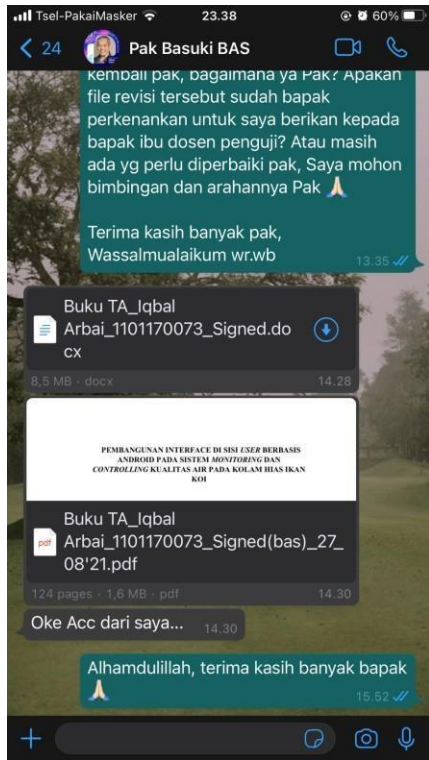 Tsel-PakaiMasker
23.38
60%
24
Pak Basuki BAS
kembali pak, bagaimana ya Pak? Apakan
file revisi tersebut sudah bapak
perkenankan untuk saya berikan kepada
bapak ibu dosen penguji? Atau masih
ada yg perlu diperbaiki pak, Saya mohon
bimbingan dan arahannya Pak 🙏🏻
Terima kasih banyak pak,
Wassalmualaikum wr.wb
13.35
Buku TA_Iqbal
Arbai_1101170073_Signed.do
cx
8,5 MB · docx
14.28
PEMBANGUNAN INTERFACE DI SISI USER BERBASIS
ANDROID PADA SISTEM MONITORING DAN
CONTROLLING KUALITAS AIR PADA KOLAM HIAS IKAN
KOI
pdf
Buku TA_Iqbal
Arbai_1101170073_Signed(bas)_27_
08'21.pdf
124 pages · 1,6 MB · pdf
14.30
Oke Acc dari saya...
14.30
Alhamdulillah, terima kasih banyak bapak
🙏🏻
15.52